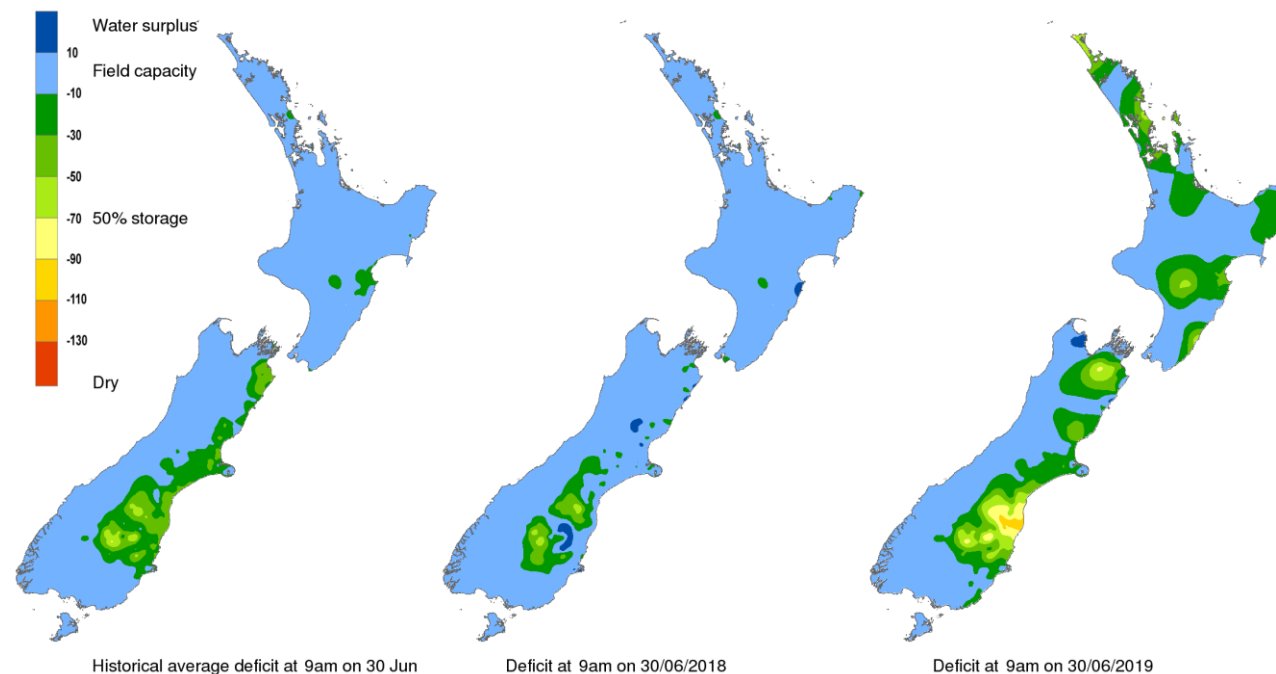 Water surplus
10
Field capacity
-10
-30
-50
-70
50% storage
-90
-110
-130
Dry
Historical average deficit at 9am on 30 Jun
Deficit at 9am on 30/06/2018
Deficit at 9am on 30/06/2019